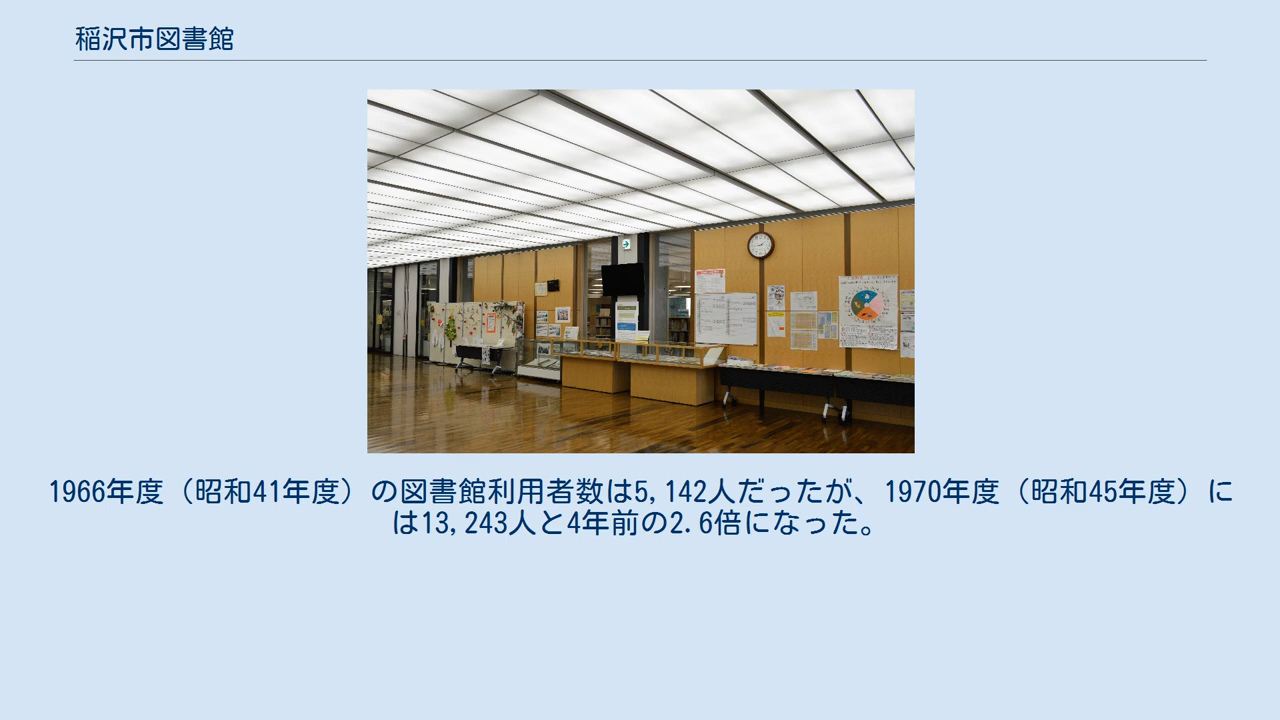 稲沢市図書館
1966年度（昭和41年度）の図書館利用者数は5,142人だったが、1970年度（昭和45年度）に
は13,243人と4年前の2.6倍になった。